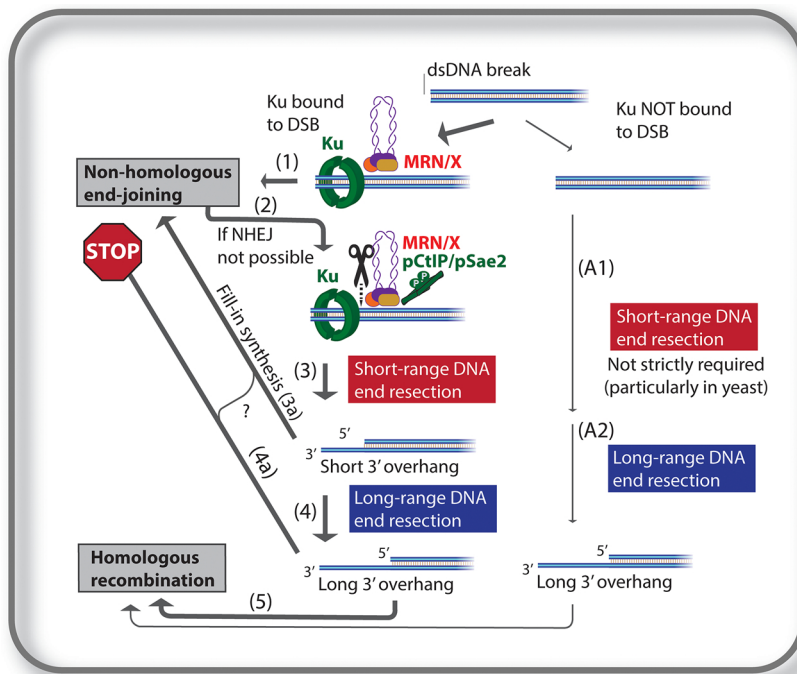 dsDNA break
Ku bound
to DSB
Ku NOT bound
to DSB
Ku
MRN/X
Non-homologous
end-joining
(1)
(2)
If NHEJ
not possible
STOP
MRN/X
pCtIP/pSae2
P
P
Ku
(A1)
Fill-in synthesis (3a)
Short-range DNA
end resection
Not strictly required
(particularly in yeast)
(3)
Short-range DNA
end resection
?
5′
3′
Short 3′ overhang
(A2)
(4a)
(4)
Long-range DNA
end resection
Long-range DNA
end resection
Homologous
recombination
5′
3′
Long 3′ overhang
5′
3′
Long 3′ overhang
(5)